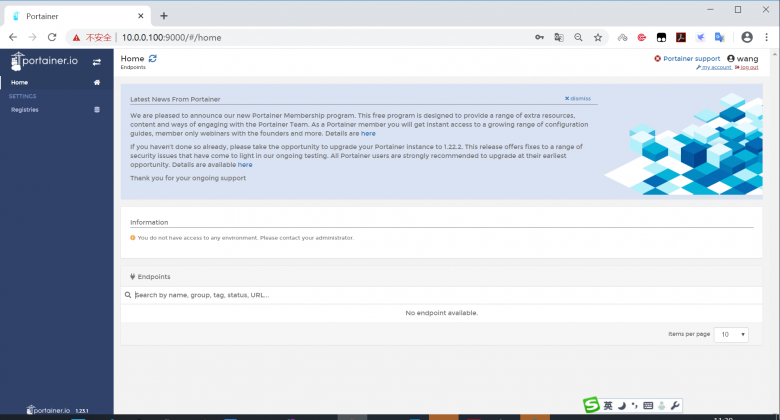 Portainer
不安全 10.0.0.100:9000/#/home
portainer.io
Home
SETTINGS
Registries
Home
Endpoints
Portainer support wang
my account log out
Latest News From Portainer
dismiss
We are pleased to announce our new Portainer Membership program. This free program is designed to provide a range of extra resources,
content and ways of engaging with the Portainer Team. As a Portainer member you will get instant access to a growing range of configuration
guides, member only webinars with the founders and more. Details are here
If you haven't done so already, please take the opportunity to upgrade your Portainer instance to 1.22.2. This release offers fixes to a range of
security issues that have come to light in our ongoing testing. All Portainer users are strongly recommended to upgrade at their earliest
opportunity. Details are available here
Thank you for your ongoing support
Information
You do not have access to any environment. Please contact your administrator.
Endpoints
Search by name, group, tag, status, URL...
No endpoint available.
Items per page 10
portainer.io 1.23.1
英